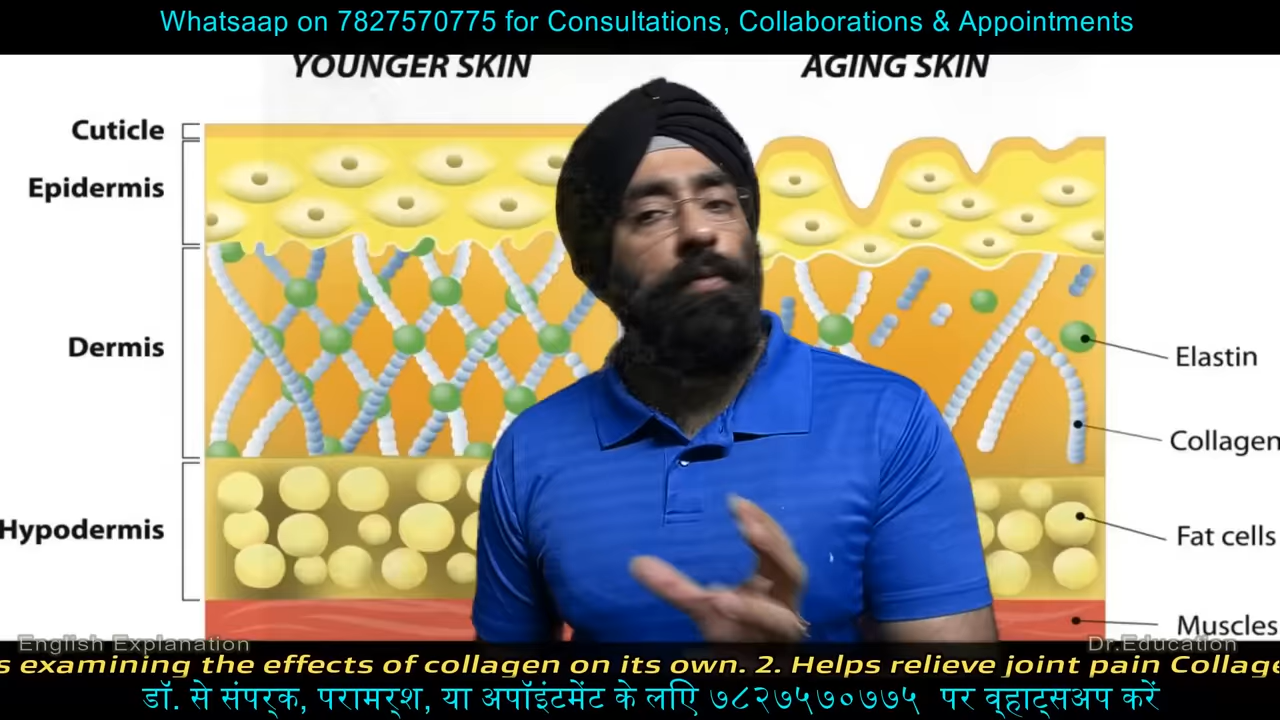 Whatsaap on 7827570775 for Consultations, Collaborations & Appointments
YOUNGER SKIN
AGING SKIN
Cuticle
Epidermis
Dermis
Hypodermis
Elastin
Collagen
Fat cells
Muscles
English Explanation
Dr.Education
s examining the effects of collagen on its own. 2. Helps relieve joint pain Collage
डॉ. से संपर्क, परामर्श, या अपॉइंटमेंट के लिए ७८२७५७०७७५ पर व्हाट्सअप करें